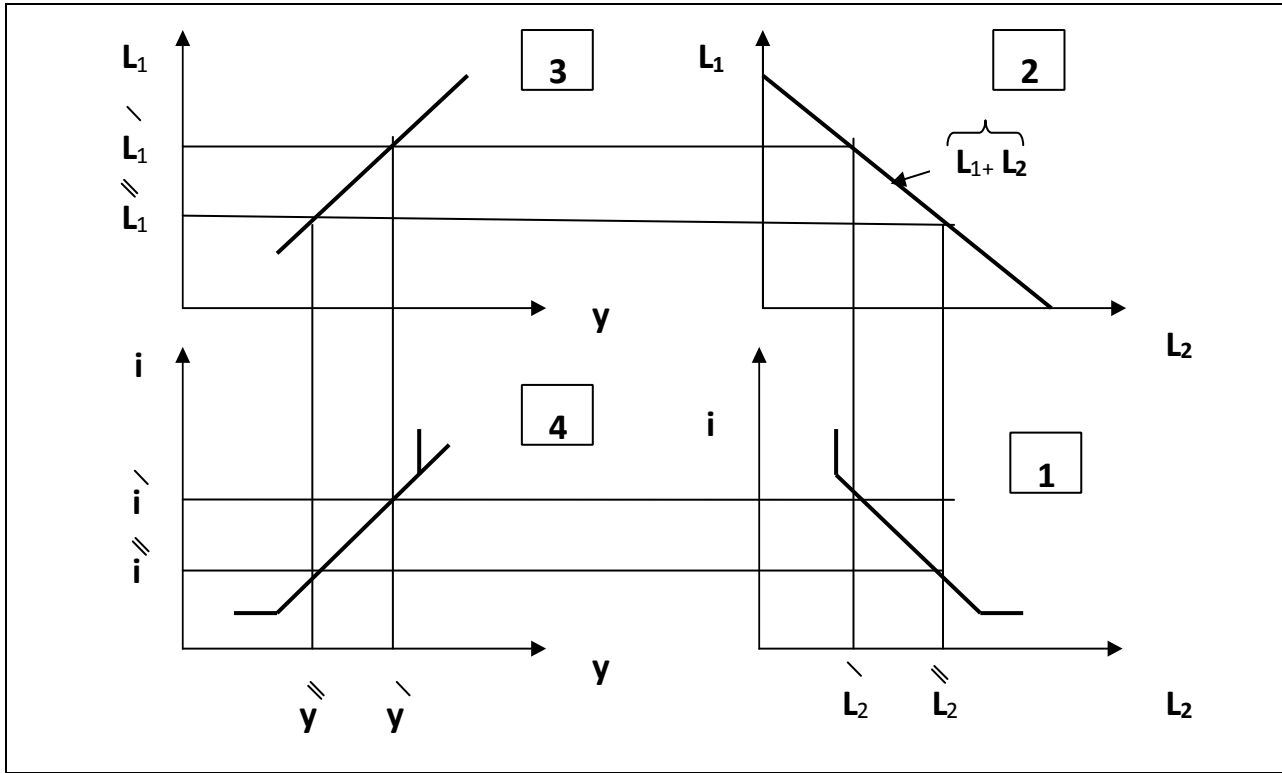 L₁ 3 L₁ 2
L₁′ L₁+ L₂
L₁″
y
L₂
i 4 i
1
i′
i″
y
y″ y′ L₂′ L₂″ L₂